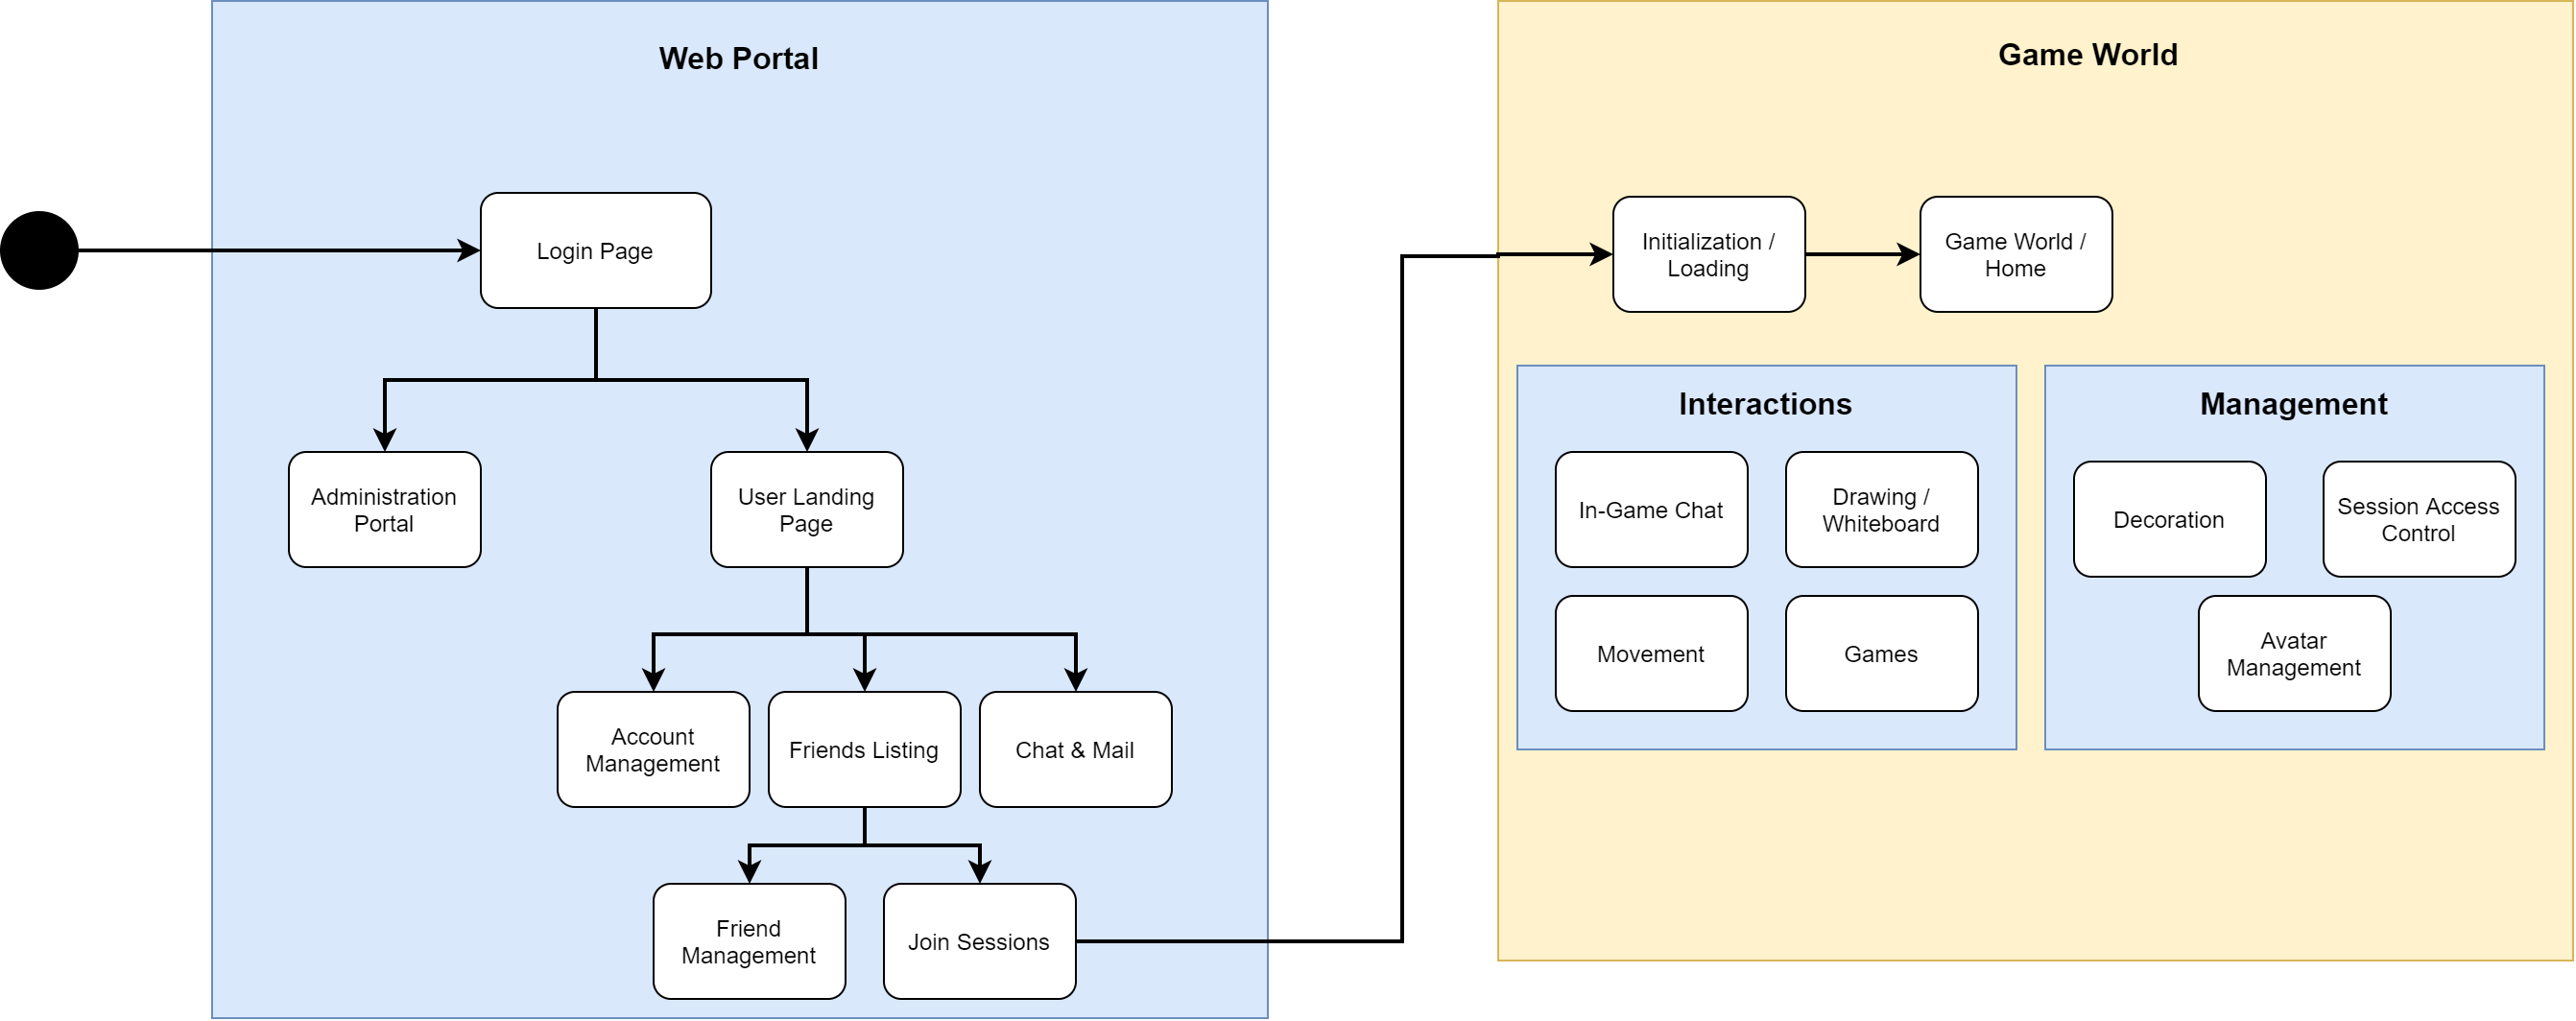 Web Portal
Login Page
Administration
Portal
User Landing
Page
Account
Management
Friends Listing
Chat & Mail
Friend
Management
Join Sessions
Game World
Initialization /
Loading
Game World /
Home
Interactions
In-Game Chat
Drawing /
Whiteboard
Movement
Games
Management
Decoration
Session Access
Control
Avatar
Management